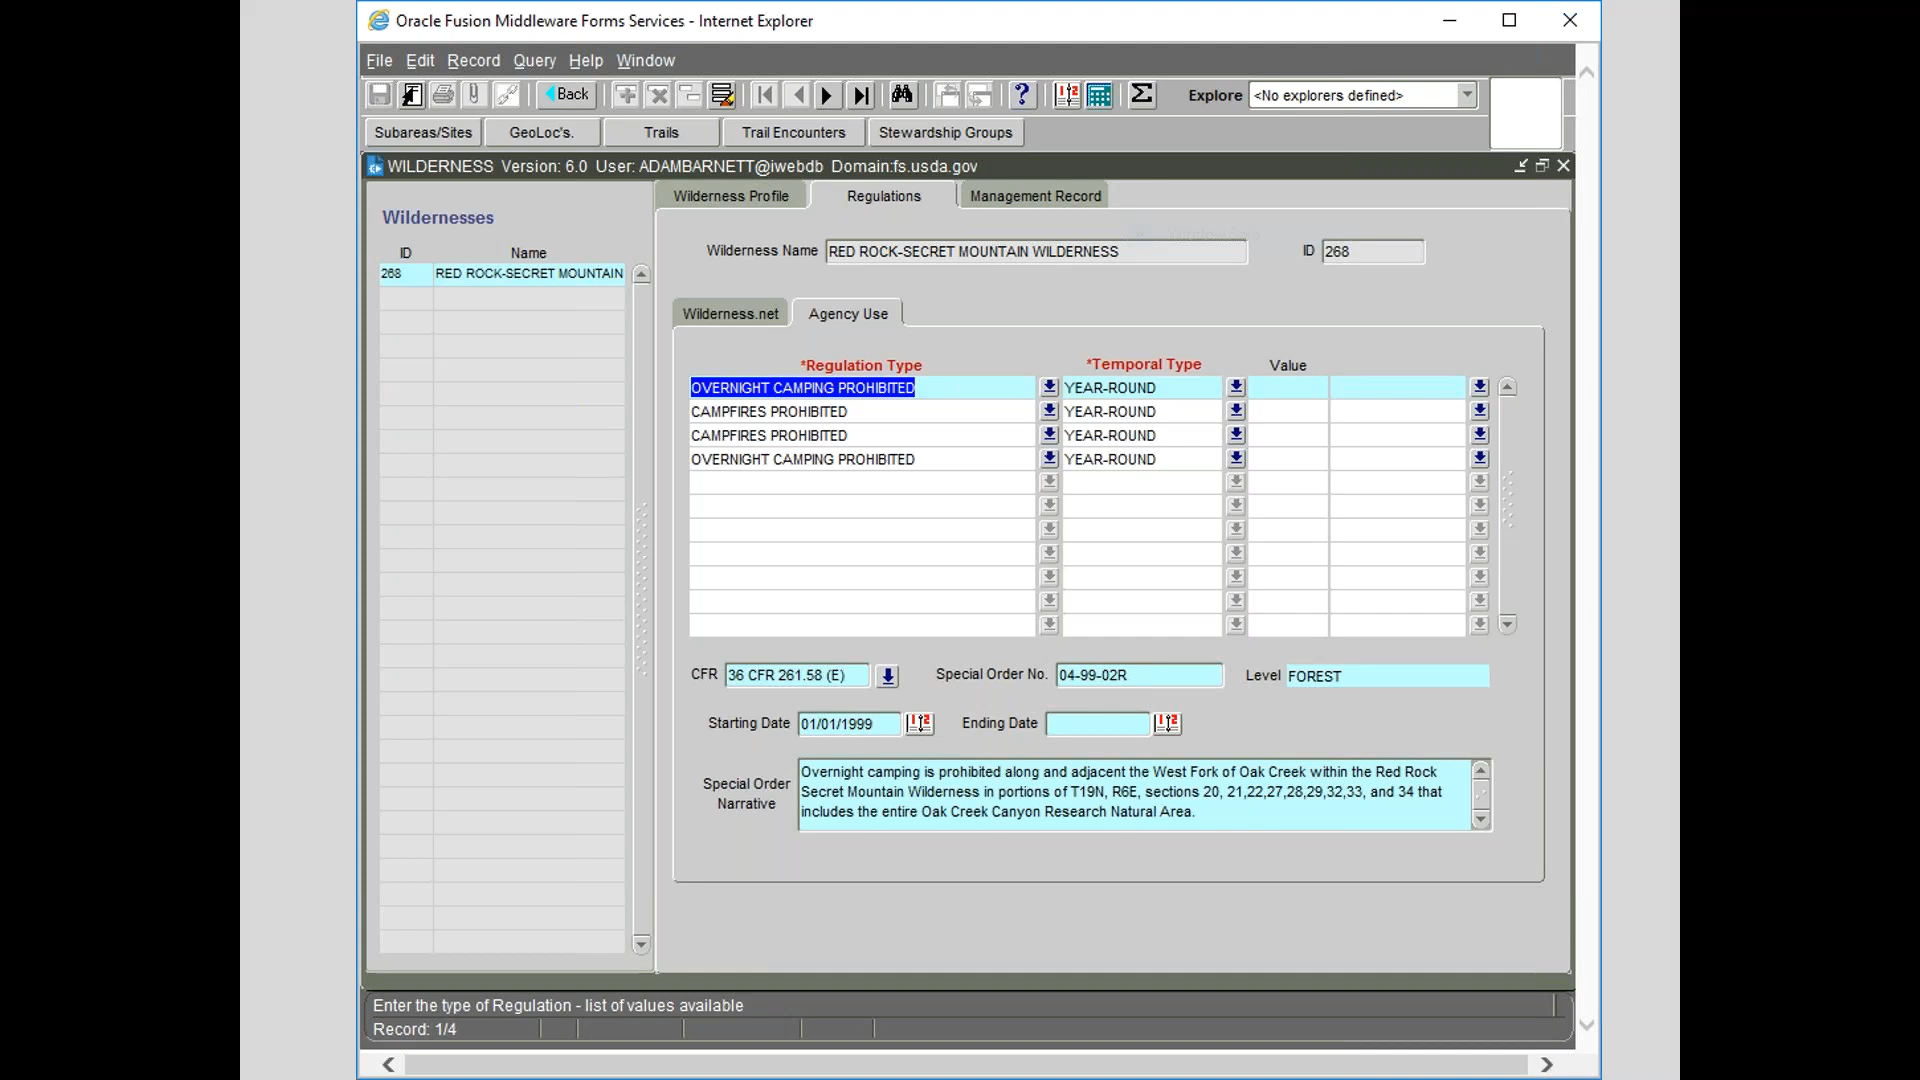 Oracle Fusion Middleware Forms Services - Internet Explorer
File Edit Record Query Help Window
Back Explore <No explorers defined>
Subareas/Sites GeoLoc's. Trails Trail Encounters Stewardship Groups
WILDERNESS Version: 6.0 User: ADAMBARNETT@iwebdb Domain:fs.usda.gov
Wilderness Profile Regulations Management Record
Wildernesses
ID Name
268 RED ROCK-SECRET MOUNTAIN
Wilderness Name RED ROCK-SECRET MOUNTAIN WILDERNESS ID 268
Wilderness.net Agency Use
*Regulation Type *Temporal Type Value
OVERNIGHT CAMPING PROHIBITED YEAR-ROUND
CAMPFIRES PROHIBITED YEAR-ROUND
CAMPFIRES PROHIBITED YEAR-ROUND
OVERNIGHT CAMPING PROHIBITED YEAR-ROUND
CFR 36 CFR 261.58 (E) Special Order No. 04-99-02R Level FOREST
Starting Date 01/01/1999 Ending Date
Special Order Narrative
Overnight camping is prohibited along and adjacent the West Fork of Oak Creek within the Red Rock
Secret Mountain Wilderness in portions of T19N, R6E, sections 20, 21,22,27,28,29,32,33, and 34 that
includes the entire Oak Creek Canyon Research Natural Area.
Enter the type of Regulation - list of values available
Record: 1/4